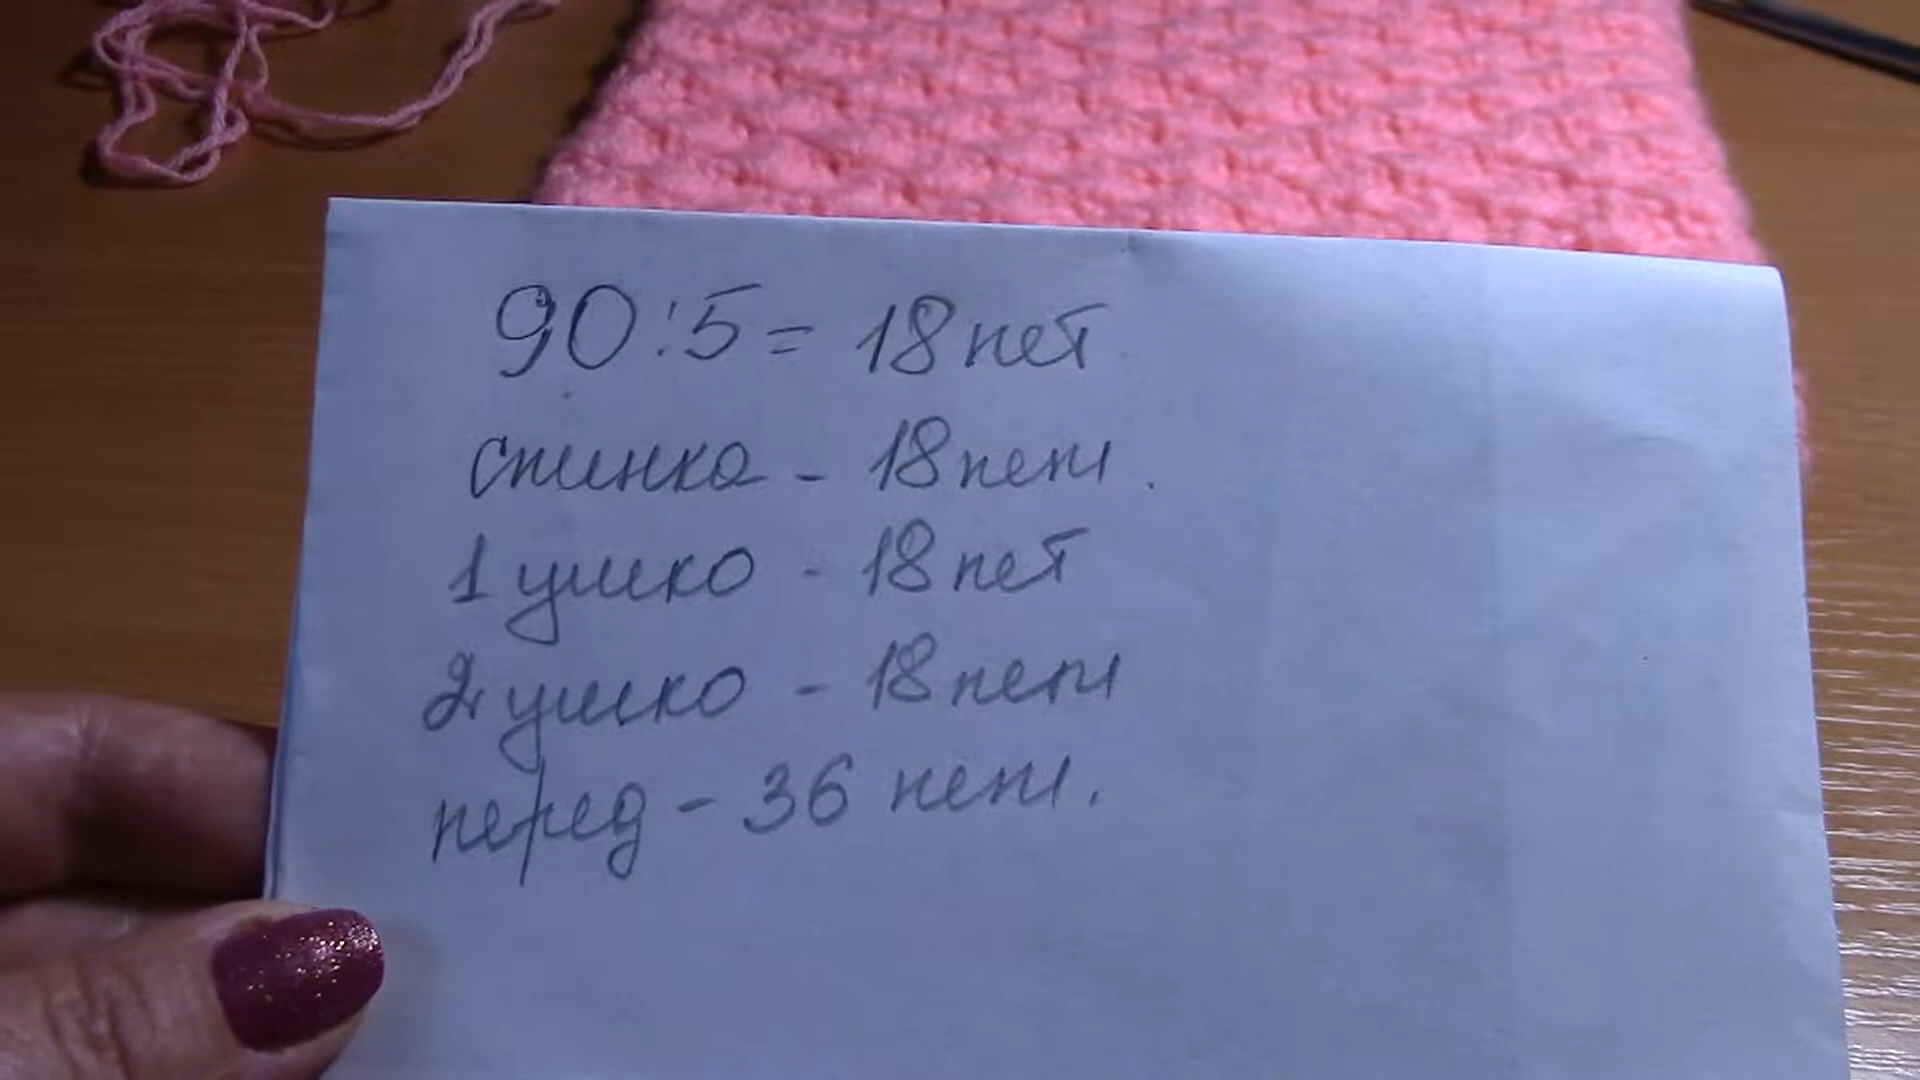 90:5= 18 пет
спинка - 18 пет.
1 ушко - 18 пет
2 ушко - 18 пет
перед - 36 пет.